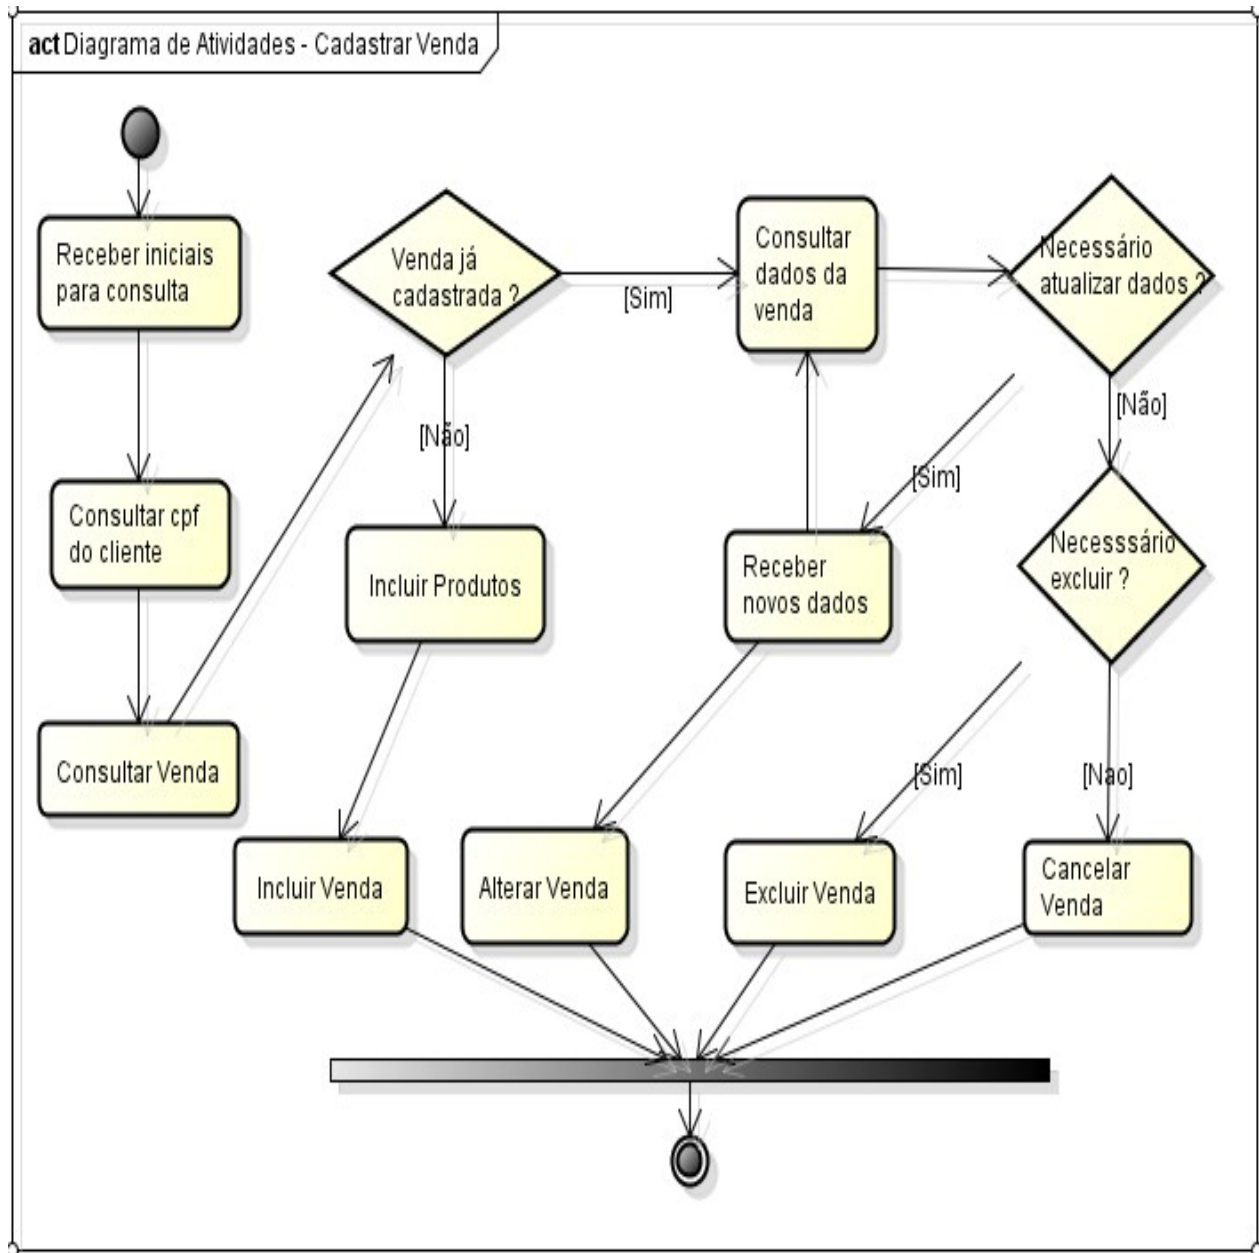 act Diagrama de Atividades - Cadastrar Venda
Receber iniciais
para consulta
Venda já
cadastrada ?
[Sim]
Consultar
dados da
venda
Necessário
atualizar dados ?
[Não]
[Não]
[Sim]
Consultar cpf
do cliente
Incluir Produtos
Receber
novos dados
Necesssário
excluir ?
Consultar Venda
[Sim]
[Nao]
Incluir Venda
Alterar Venda
Excluir Venda
Cancelar
Venda